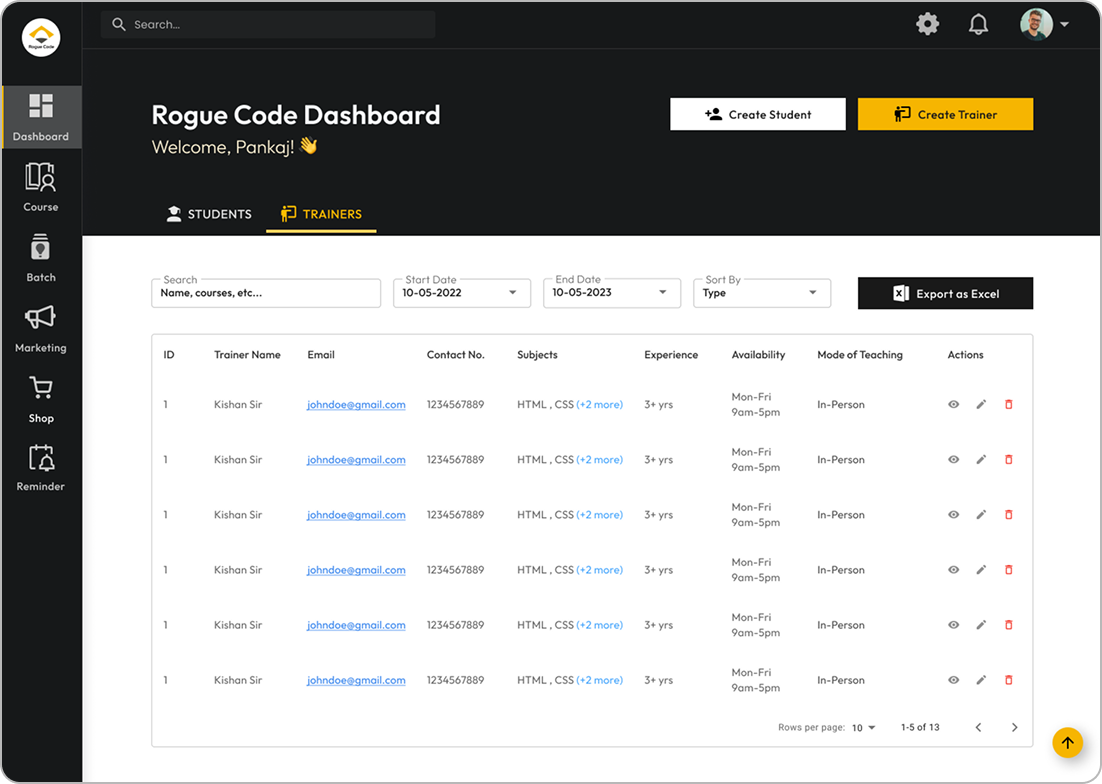 Rogue Code
Search...
Dashboard
Course
Batch
Marketing
Shop
Reminder
Rogue Code Dashboard
Welcome, Pankaj! 👋
Create Student
Create Trainer
STUDENTS
TRAINERS
Search
Name, courses, etc...
Start Date
10-05-2022
End Date
10-05-2023
Sort By
Type
Export as Excel
ID Trainer Name Email Contact No. Subjects Experience Availability Mode of Teaching Actions
1 Kishan Sir johndoe@gmail.com 1234567889 HTML , CSS (+2 more) 3+ yrs Mon-Fri In-Person
9am-5pm
1 Kishan Sir johndoe@gmail.com 1234567889 HTML , CSS (+2 more) 3+ yrs Mon-Fri In-Person
9am-5pm
1 Kishan Sir johndoe@gmail.com 1234567889 HTML , CSS (+2 more) 3+ yrs Mon-Fri In-Person
9am-5pm
1 Kishan Sir johndoe@gmail.com 1234567889 HTML , CSS (+2 more) 3+ yrs Mon-Fri In-Person
9am-5pm
1 Kishan Sir johndoe@gmail.com 1234567889 HTML , CSS (+2 more) 3+ yrs Mon-Fri In-Person
9am-5pm
1 Kishan Sir johndoe@gmail.com 1234567889 HTML , CSS (+2 more) 3+ yrs Mon-Fri In-Person
9am-5pm
Rows per page: 10 1-5 of 13